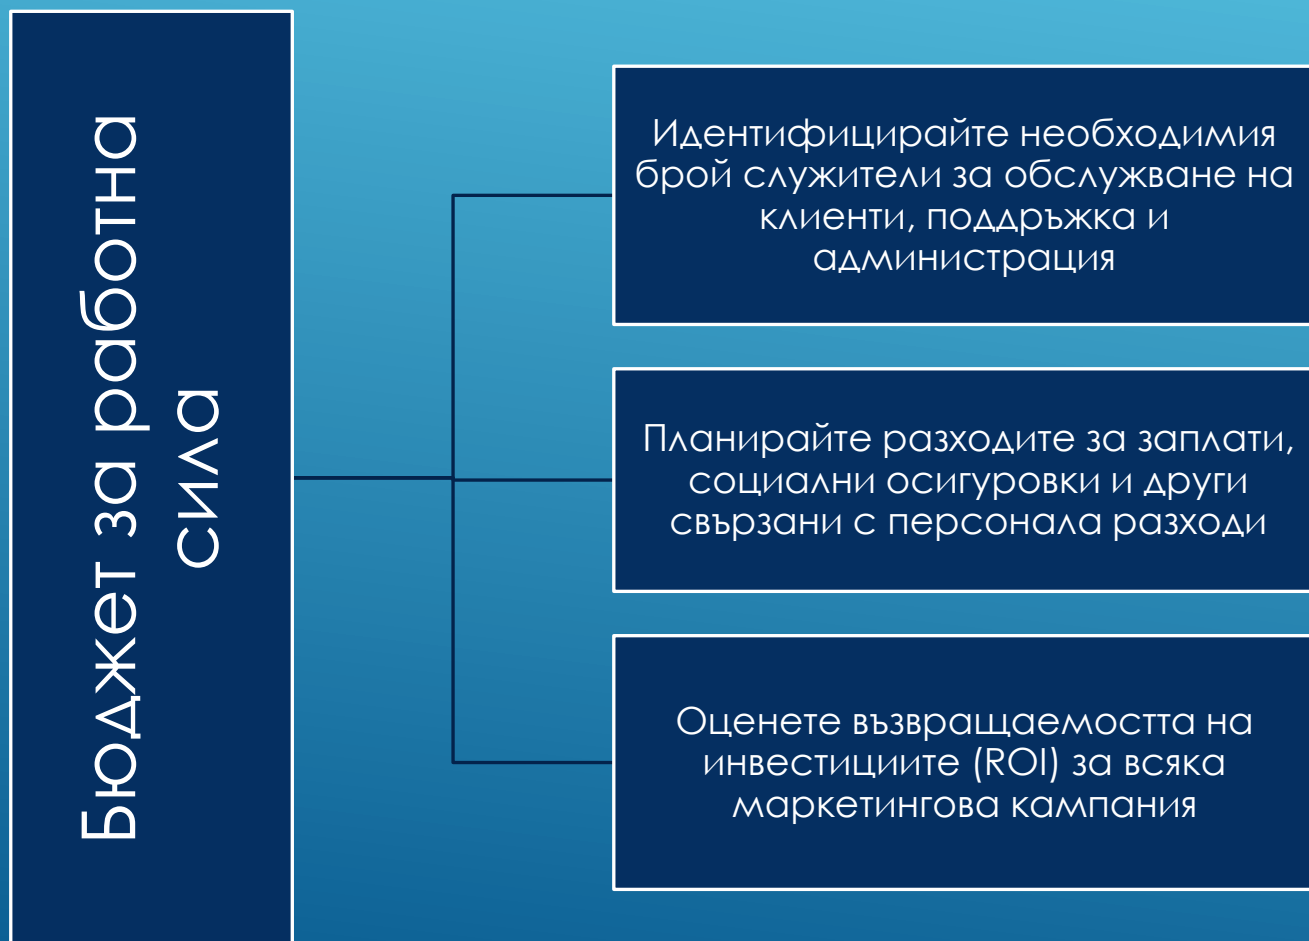 Бюджет за работна
сила
Идентифицирайте необходимия
брой служители за обслужване на
клиенти, поддръжка и
администрация
Планирайте разходите за заплати,
социални осигуровки и други
свързани с персонала разходи
Оценете възвращаемостта на
инвестициите (ROI) за всяка
маркетингова кампания